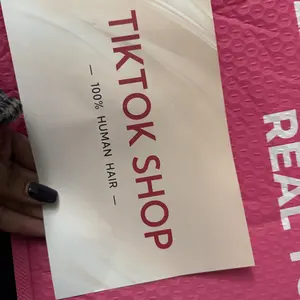 TIKTOK SHOP
— 100% HUMAN HAIR —
REAL